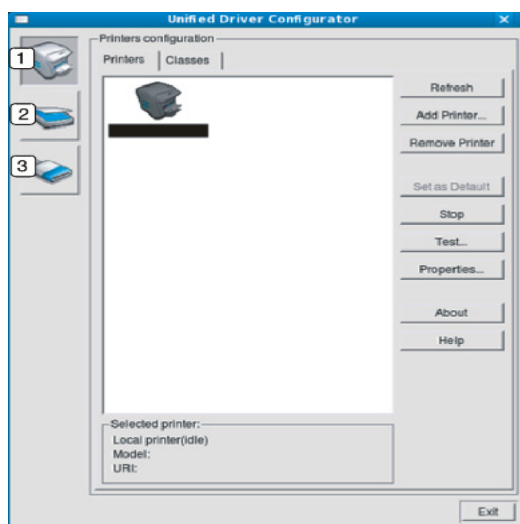 Unified Driver Configurator
Printers configuration
1
Printers
Classes
2
3
Refresh
Add Printer...
Remove Printer
Set as Default
Stop
Test...
Properties...
About
Help
Selected printer:
Local printer(idle)
Model:
URI:
Exit